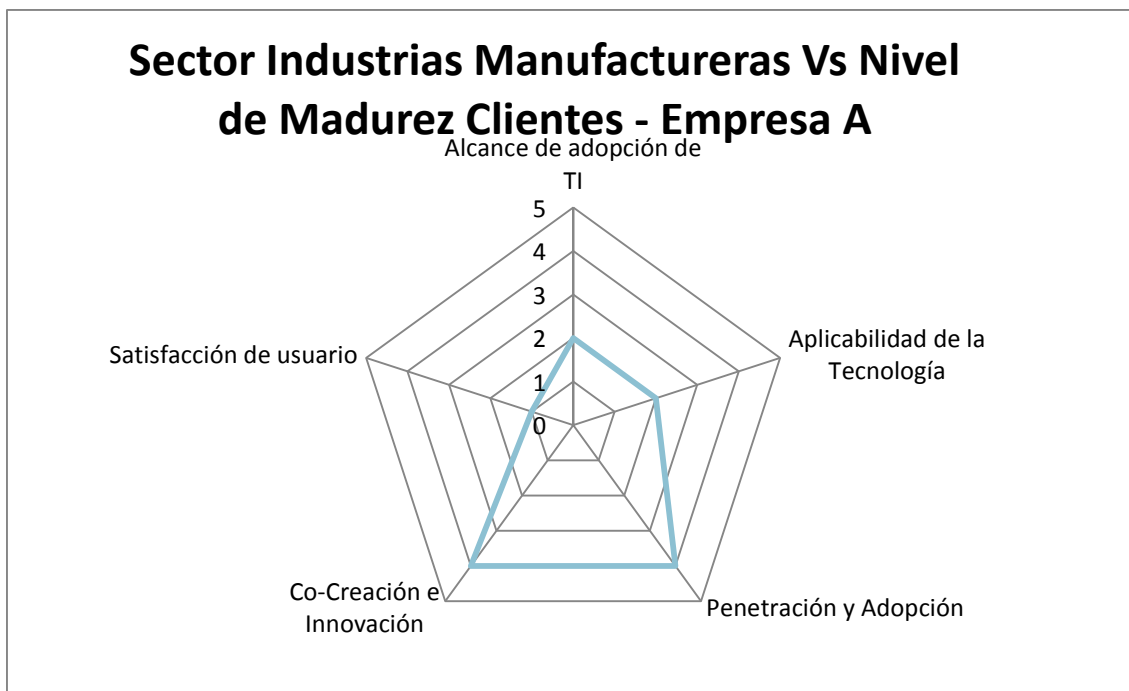 Sector Industrias Manufactureras Vs Nivel
de Madurez Clientes - Empresa A
Alcance de adopción de
TI
5
4
3
2
1
0
Aplicabilidad de la
Tecnología
Penetración y Adopción
Co-Creación e
Innovación
Satisfacción de usuario